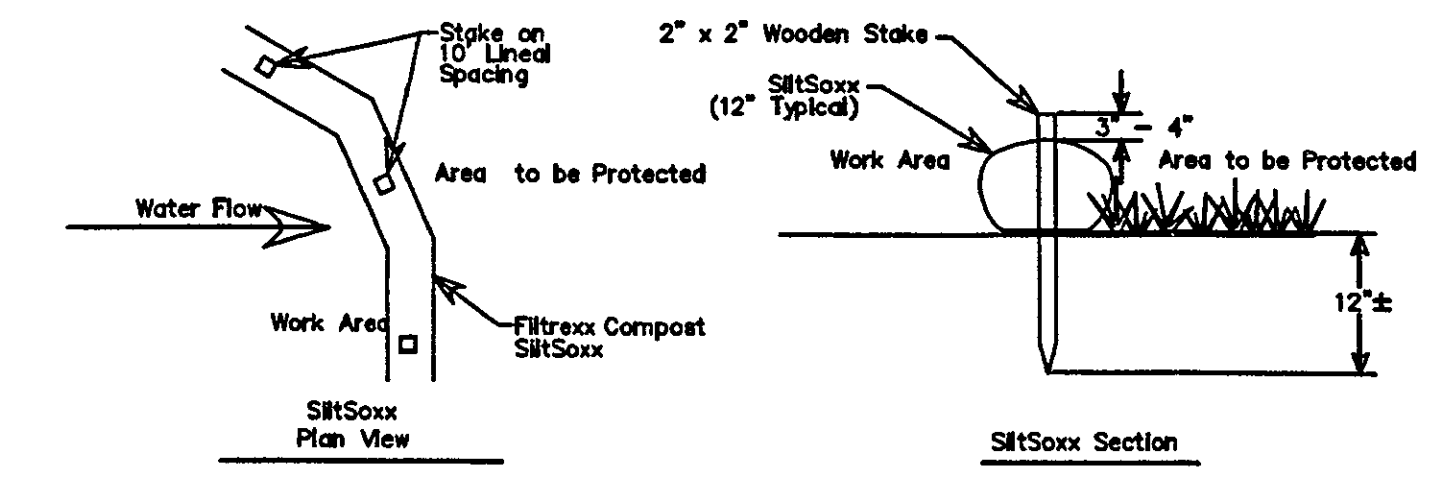 Stake on
10' Lineal
Spacing
Area to be Protected
Water Flow
Work Area
Filtrexx Compost
SiltSoxx
SiltSoxx
Plan View
2" x 2" Wooden Stake
SiltSoxx
(12" Typical)
3" - 4"
Work Area
Area to be Protected
12"±
SiltSoxx Section